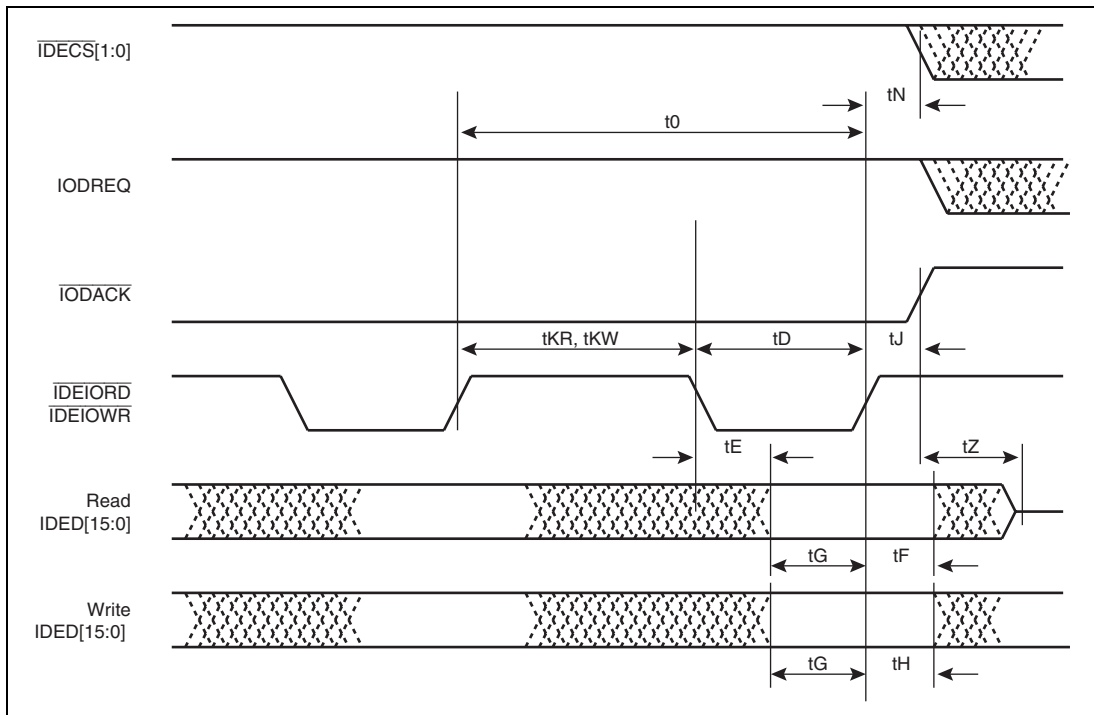 IDECS[1:0]
tN
t0
IODREQ
IODACK
tKR, tKW
tD
tJ
IDEIORD
IDEIOWR
tE
tZ
Read
IDED[15:0]
tG
tF
Write
IDED[15:0]
tG
tH